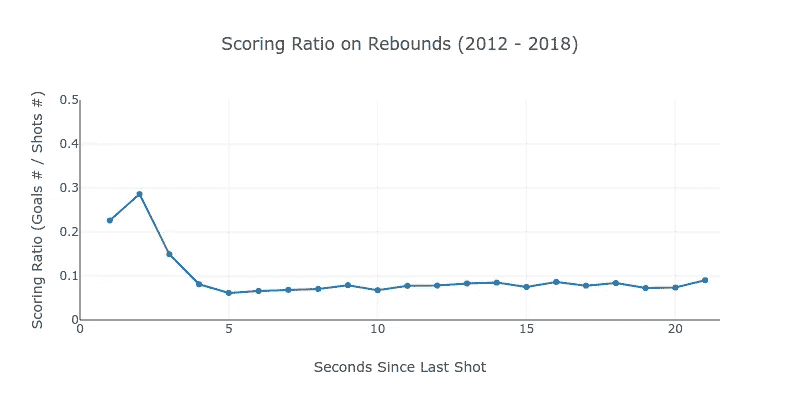 Scoring Ratio on Rebounds (2012 - 2018)
Scoring Ratio (Goals # / Shots #)
0.5
0.4
0.3
0.2
0.1
0
0 5 10 15 20
Seconds Since Last Shot